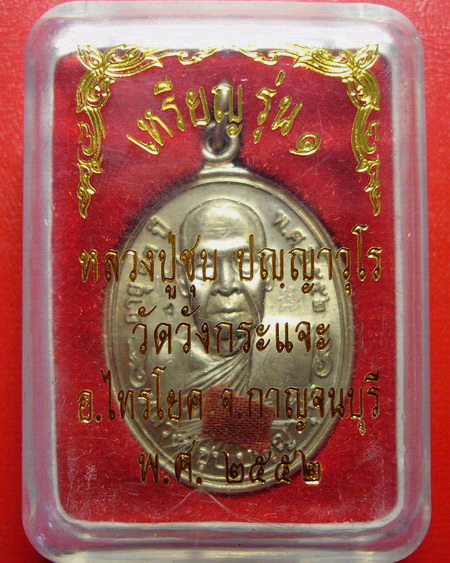 เหรียญ รุ่น ๑
หลวงปู่ชุบ ปญฺญาวุโร
วัดวังกระแจะ
อ.ไทรโยค จ.กาญจนบุรี
พ.ศ. ๒๕๕๒